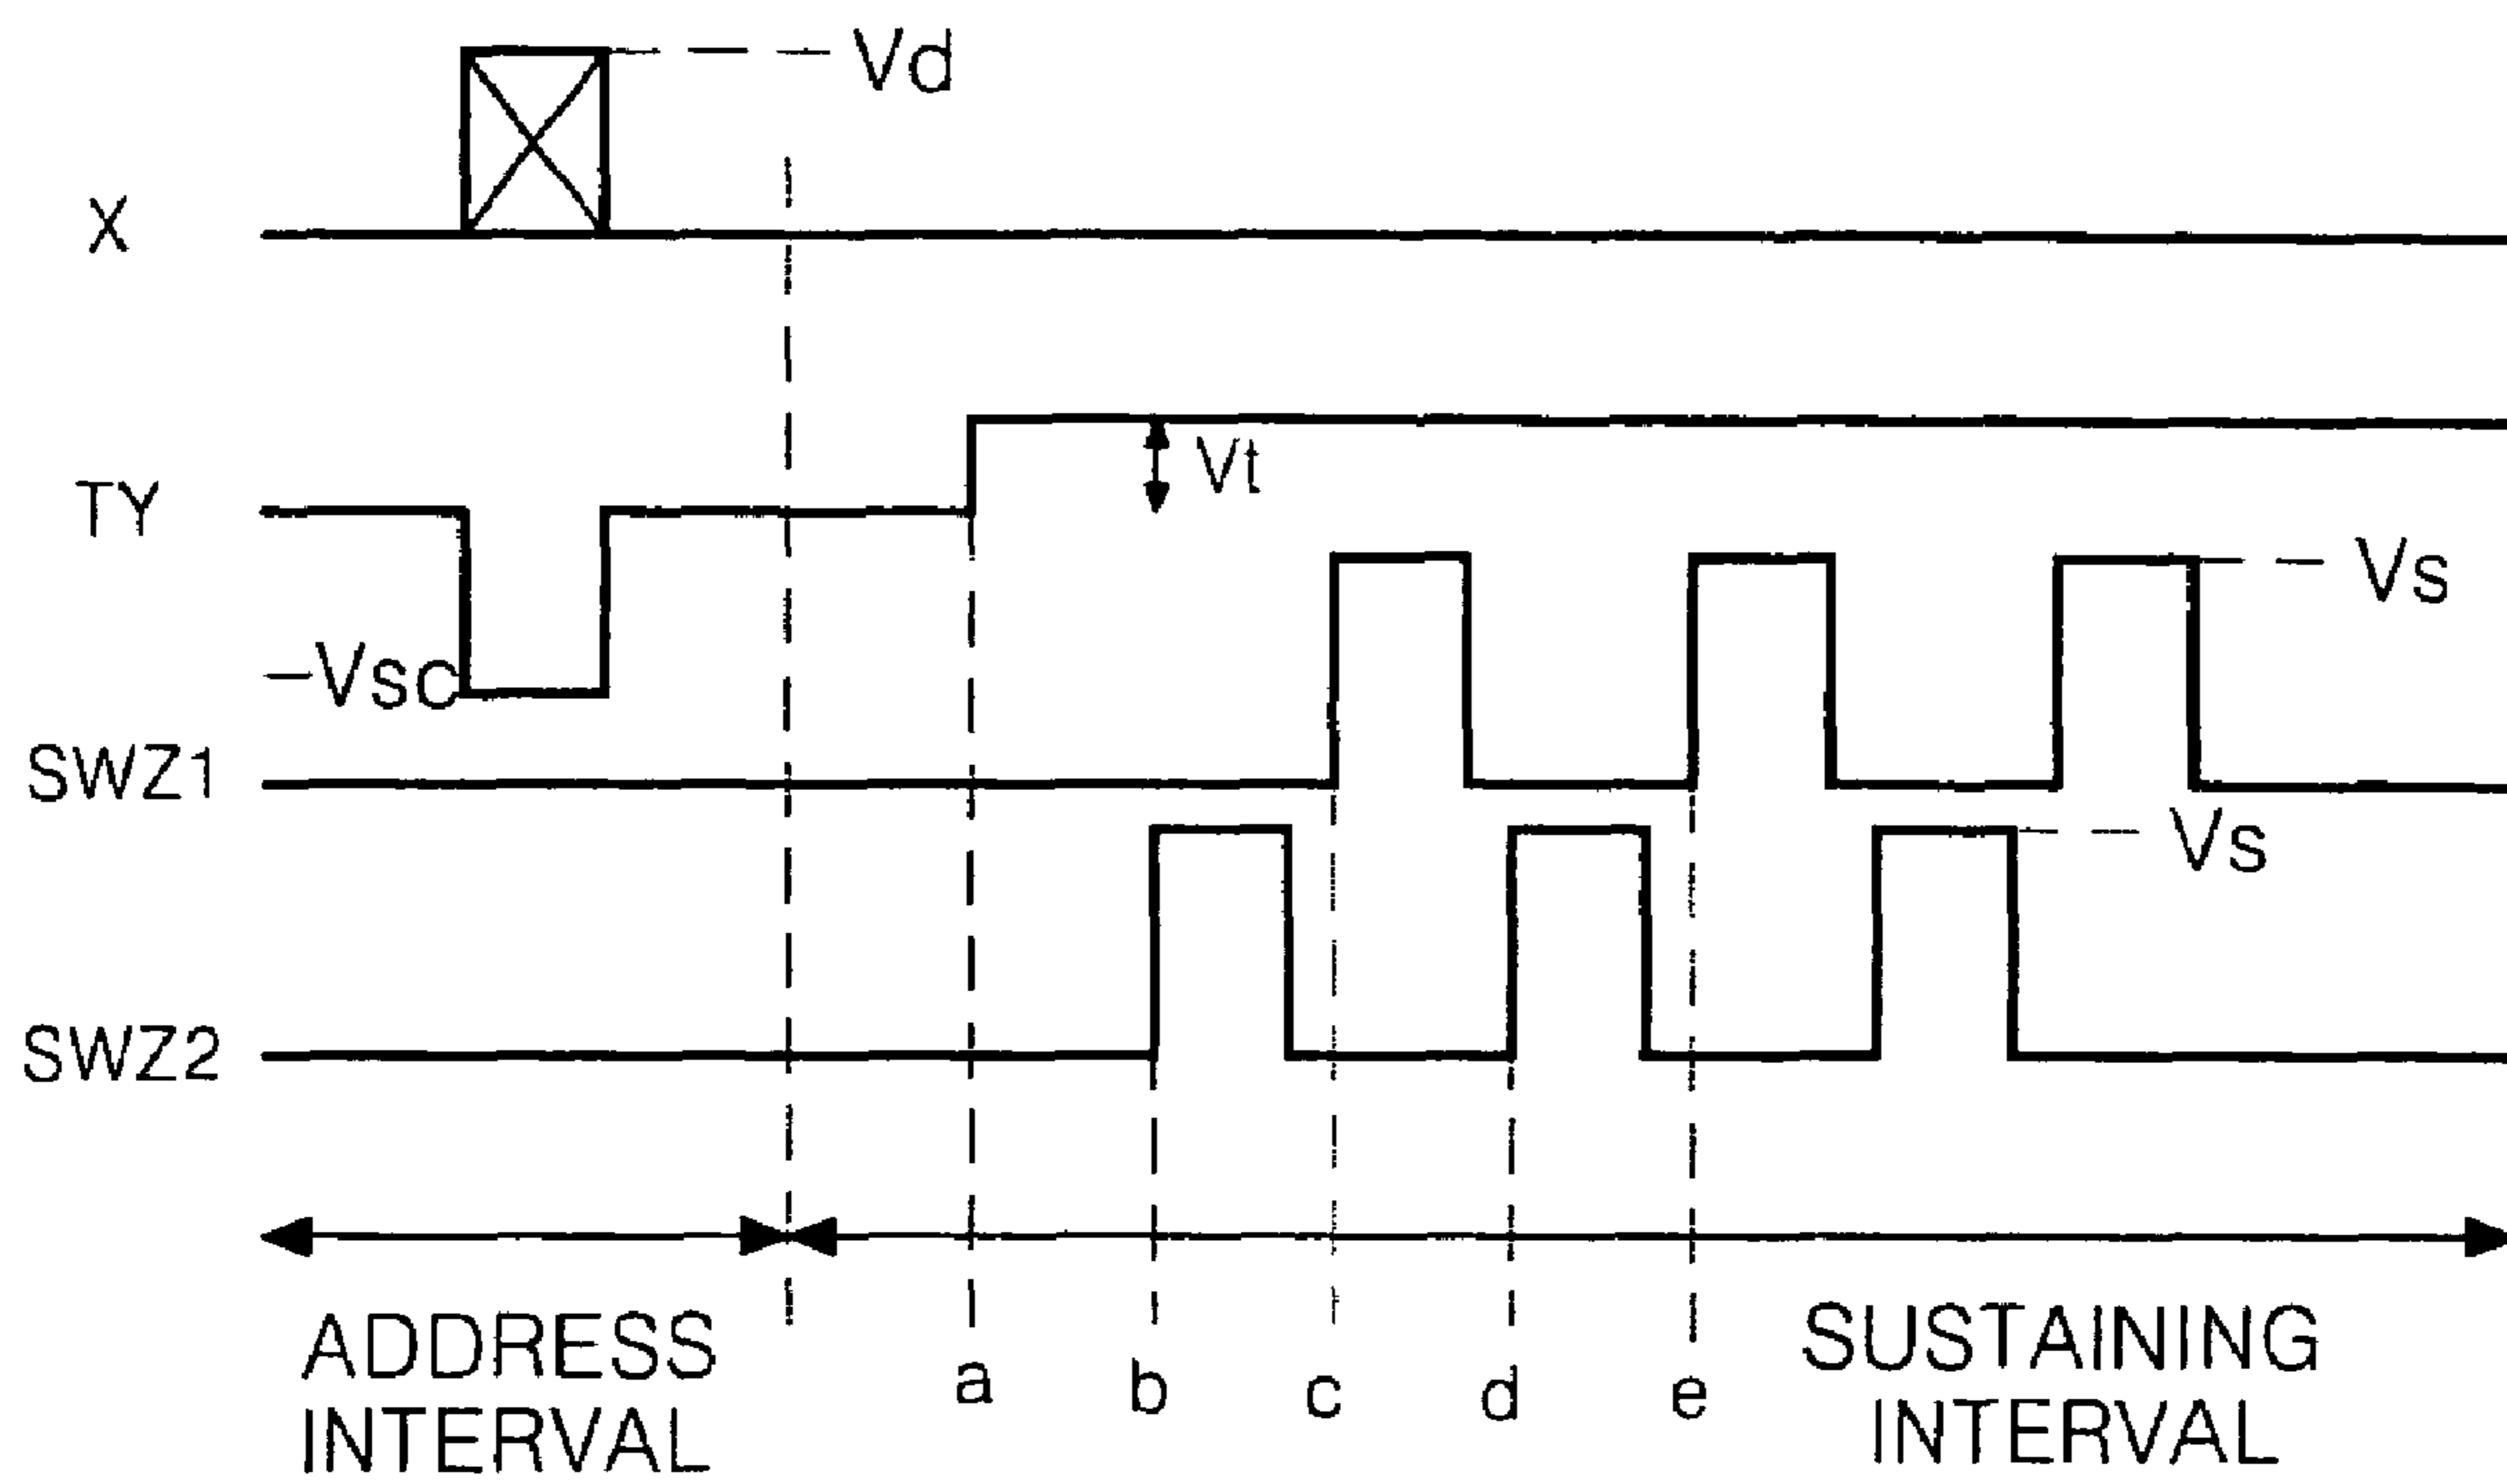 Vd
X
TY
Vt
Vs
-Vsc
SWZ1
Vs
SWZ2
ADDRESS
INTERVAL
a
b
c
d
e
SUSTAINING
INTERVAL